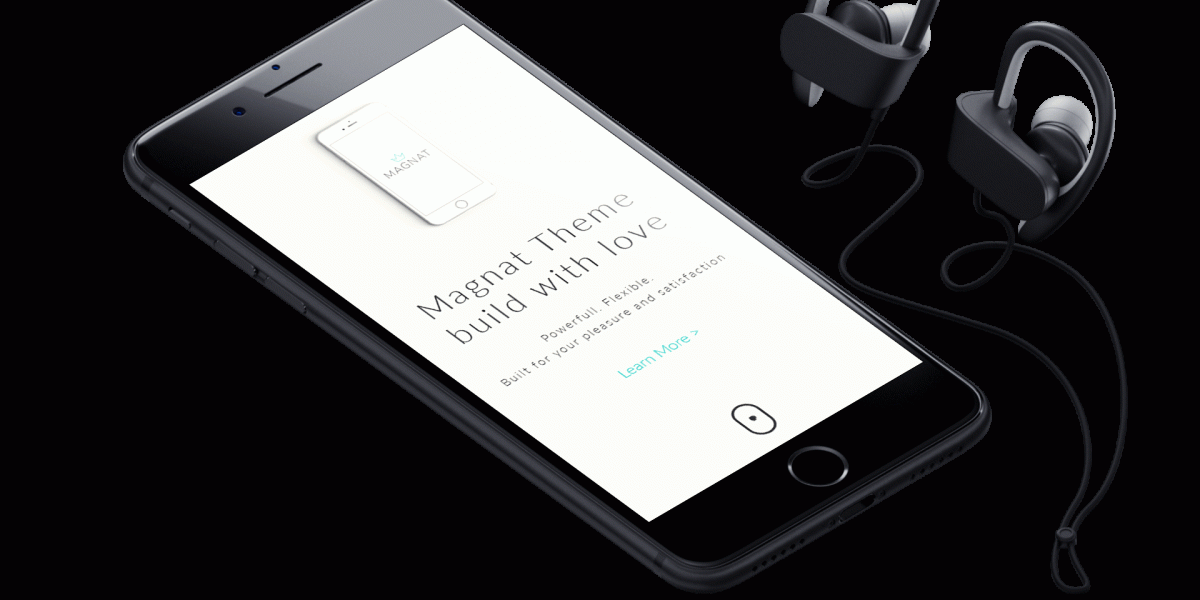 MAGNAT
Magnat Theme
build with love
Powerfull. Flexible.
Built for your pleasure and satisfaction
Learn More >